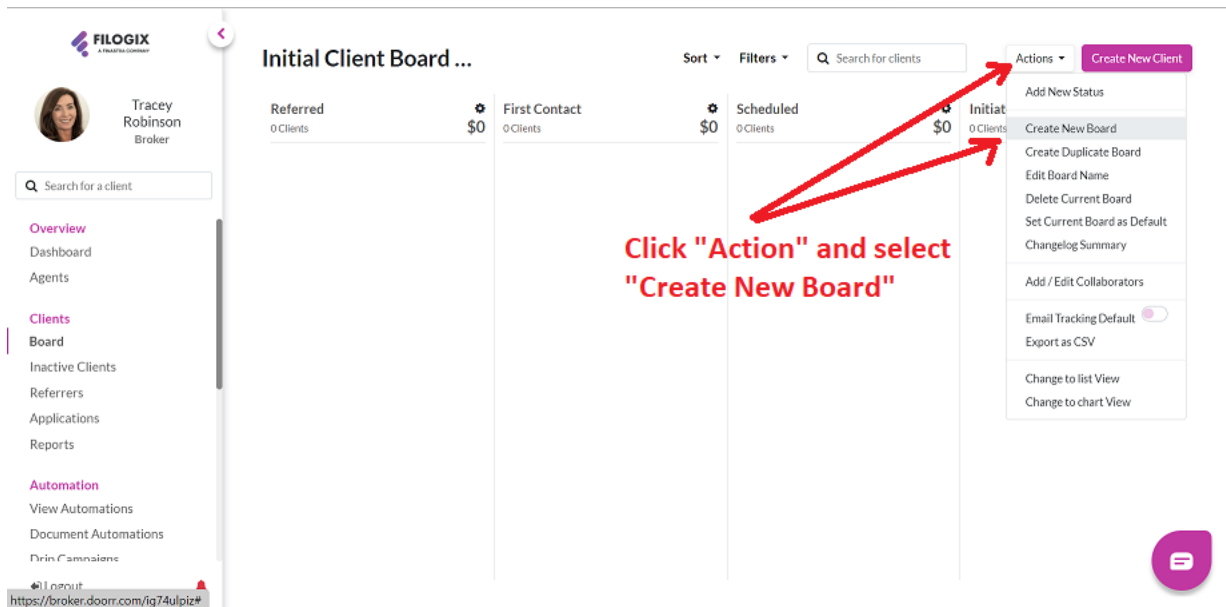 FILOGIX
A FINASTRA COMPANY
Tracey
Robinson
Broker
Search for a client
Overview
Dashboard
Agents
Clients
Board
Inactive Clients
Referrers
Applications
Reports
Automation
View Automations
Document Automations
Drip Campaigns
Logout
https://broker.doorr.com/ig74ulpiz#
Initial Client Board ...
Sort
Filters
Search for clients
Actions
Create New Client
Referred
0 Clients
$0
First Contact
0 Clients
$0
Scheduled
0 Clients
$0
Initiat
0 Clients
Add New Status
Create New Board
Create Duplicate Board
Edit Board Name
Delete Current Board
Set Current Board as Default
Changelog Summary
Add / Edit Collaborators
Email Tracking Default
Export as CSV
Change to list View
Change to chart View
Click "Action" and select
"Create New Board"